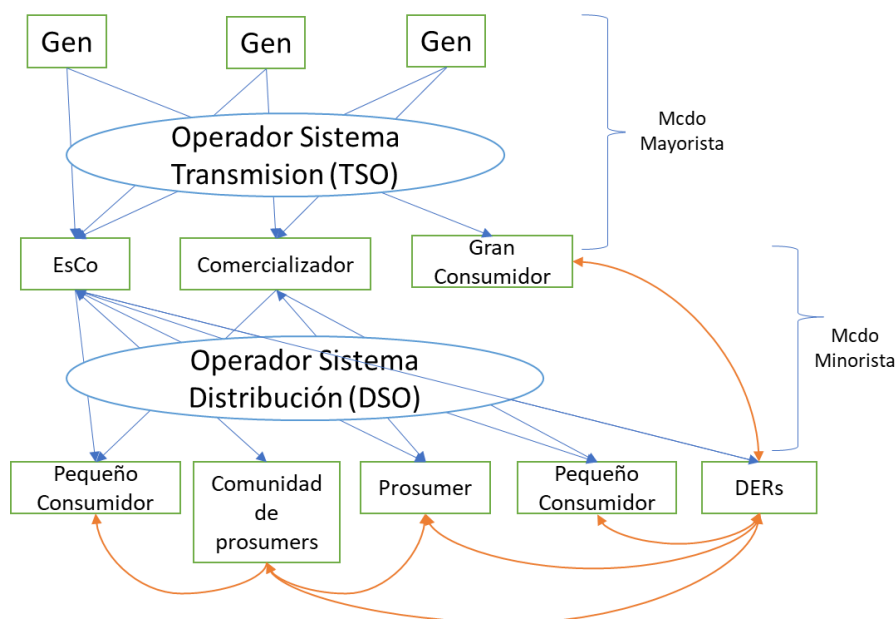 Gen
Gen
Gen
Mcdo
Mayorista
Operador Sistema
Transmision (TSO)
EsCo
Comercializador
Gran
Consumidor
Mcdo
Minorista
Operador Sistema
Distribución (DSO)
Pequeño
Consumidor
Comunidad
de
prosumers
Prosumer
Pequeño
Consumidor
DERs